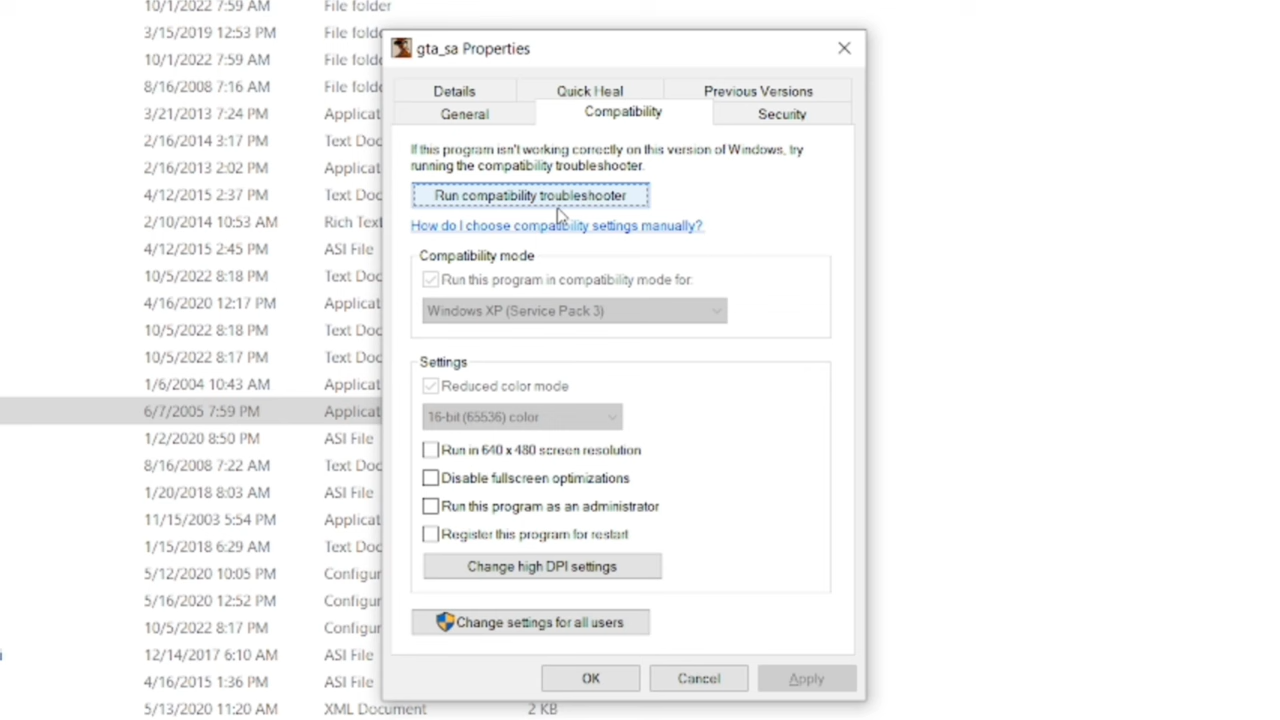 10/1/2022 7:59 AM File folder
3/15/2019 12:53 PM File folde
10/1/2022 7:59 AM File folde
8/16/2008 7:16 AM File folde
3/21/2013 7:24 PM Applicat
2/16/2014 3:17 PM Text Doc
2/16/2013 2:02 PM Applicat
4/12/2015 2:37 PM Text Doc
2/10/2014 10:53 AM Rich Text
4/12/2015 2:45 PM ASI File
10/5/2022 8:18 PM Text Doc
4/16/2020 12:17 PM Applicat
10/5/2022 8:18 PM Text Doc
10/5/2022 8:17 PM Text Doc
1/6/2004 10:43 AM Applicat
6/7/2005 7:59 PM Applicat
1/2/2020 8:50 PM ASI File
8/16/2008 7:22 AM Text Doc
1/20/2018 8:03 AM ASI File
11/15/2003 5:54 PM Applicat
1/15/2018 6:29 AM Text Doc
5/12/2020 10:05 PM Configur
5/16/2020 12:52 PM Configur
10/5/2022 8:17 PM Configur
12/14/2017 6:10 AM ASI File
4/16/2015 1:36 PM ASI File
5/13/2020 11:20 AM XML Document 2 KB
gta_sa Properties
Details Quick Heal Previous Versions
General Compatibility Security
If this program isn't working correctly on this version of Windows, try
running the compatibility troubleshooter.
Run compatibility troubleshooter
How do I choose compatibility settings manually?
Compatibility mode
Run this program in compatibility mode for:
Windows XP (Service Pack 3)
Settings
Reduced color mode
16-bit (65536) color
Run in 640 x 480 screen resolution
Disable fullscreen optimizations
Run this program as an administrator
Register this program for restart
Change high DPI settings
Change settings for all users
OK Cancel Apply